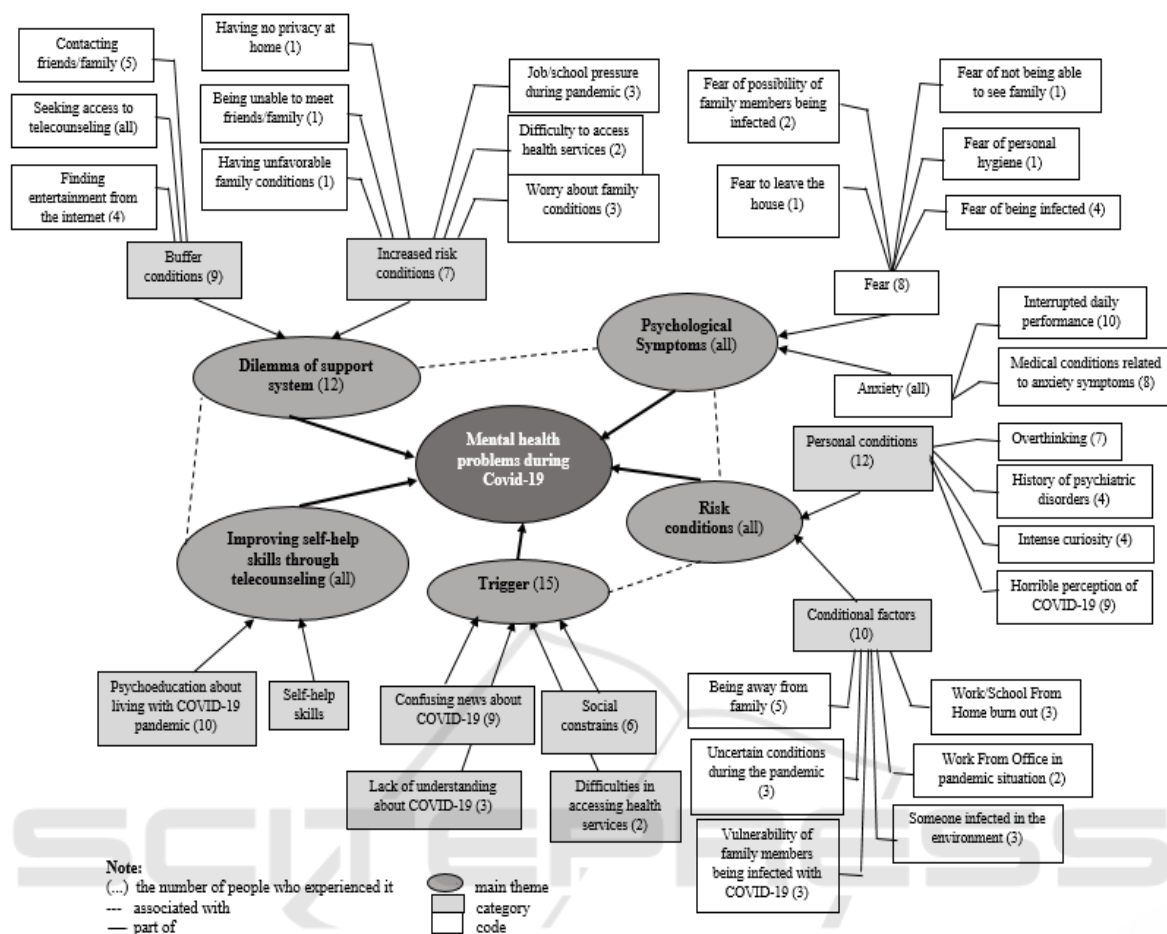 Contacting
friends/family (5)
Seeking access to
telecounseling (all)
Finding
entertainment from
the internet (4)
Buffer
conditions (9)
Having no privacy at
home (1)
Being unable to meet
friends/family (1)
Having unfavorable
family conditions (1)
Job/school pressure
during pandemic (3)
Difficulty to access
health services (2)
Worry about family
conditions (3)
Increased risk
conditions (7)
Fear of possibility of
family members being
infected (2)
Fear to leave the
house (1)
Fear of not being able
to see family (1)
Fear of personal
hygiene (1)
Fear of being infected (4)
Fear (8)
Interrupted daily
performance (10)
Medical conditions related
to anxiety symptoms (8)
Anxiety (all)
Psychological
Symptoms (all)
Dilemma of support
system (12)
Mental health
problems during
Covid-19
Personal conditions
(12)
Overthinking (7)
History of psychiatric
disorders (4)
Intense curiosity (4)
Horrible perception of
COVID-19 (9)
Risk
conditions (all)
Improving self-help
skills through
telecounseling (all)
Trigger (15)
Conditional factors
(10)
Psychoeducation about
living with COVID-19
pandemic (10)
Self-help
skills
Confusing news about
COVID-19 (9)
Social
constrains (6)
Lack of understanding
about COVID-19 (3)
Difficulties in
accessing health
services (2)
Being away from
family (5)
Uncertain conditions
during the pandemic
(3)
Vulnerability of
family members
being infected with
COVID-19 (3)
Work/School From
Home burn out (3)
Work From Office in
pandemic situation (2)
Someone infected in the
environment (3)
Note:
(...) the number of people who experienced it
--- associated with
— part of
main theme
category
code
SCITEPRESS